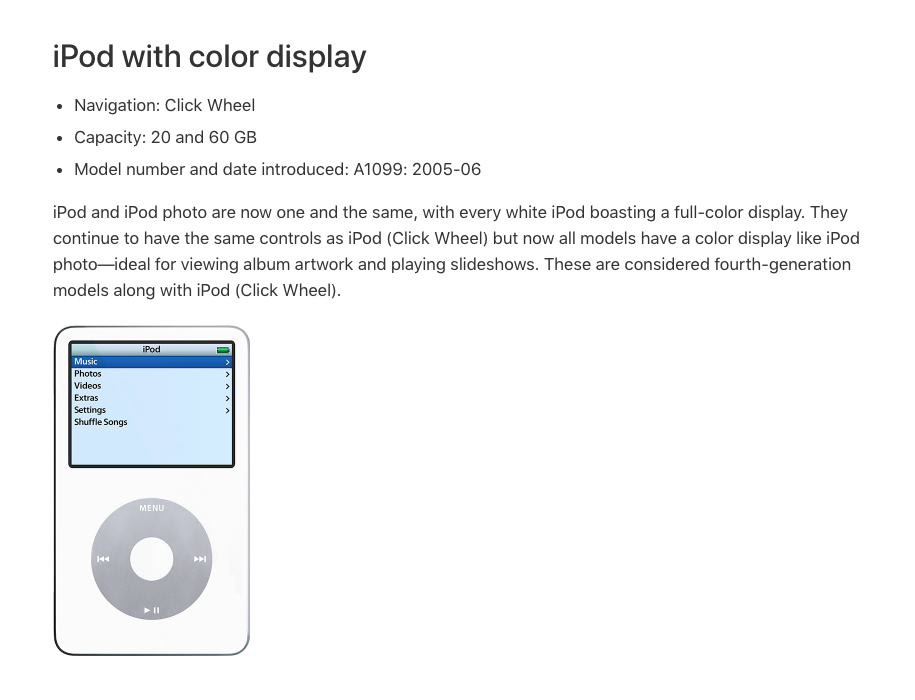 iPod with color display
• Navigation: Click Wheel
• Capacity: 20 and 60 GB
• Model number and date introduced: A1099: 2005-06
iPod and iPod photo are now one and the same, with every white iPod boasting a full-color display. They
continue to have the same controls as iPod (Click Wheel) but now all models have a color display like iPod
photo—ideal for viewing album artwork and playing slideshows. These are considered fourth-generation
models along with iPod (Click Wheel).
iPod
Music
Photos
Videos
Extras
Settings
Shuffle Songs
MENU